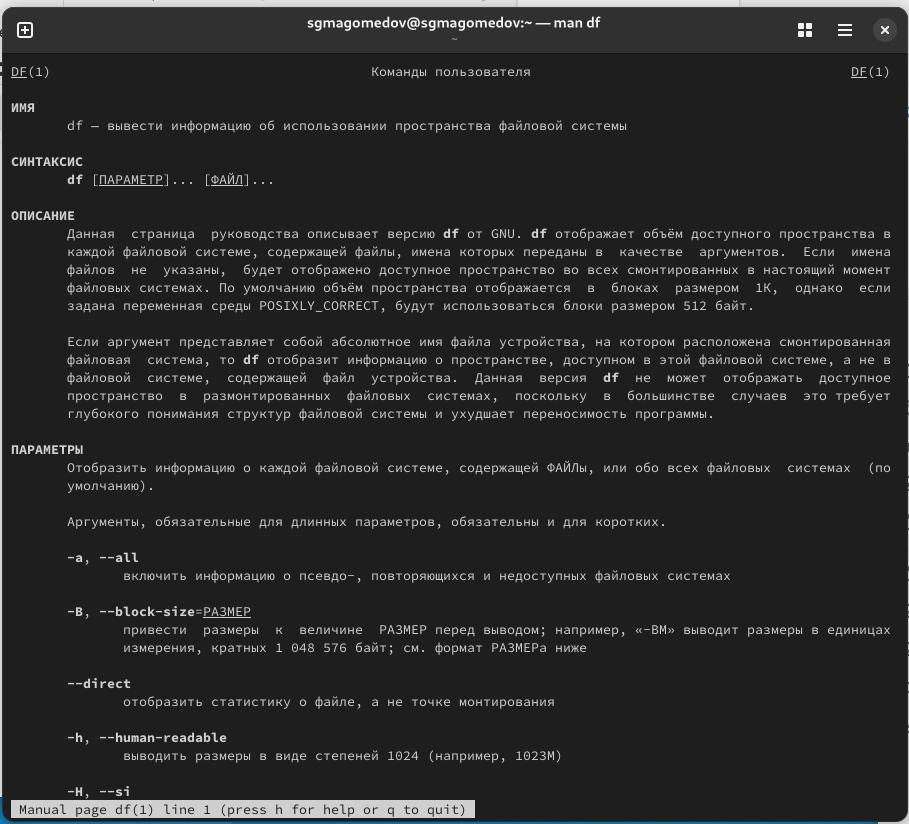 sgmagomedov@sgmagomedov:~ — man df
~
DF(1) Команды пользователя DF(1)
ИМЯ
df — вывести информацию об использовании пространства файловой системы
СИНТАКСИС
df [ПАРАМЕТР]... [ФАЙЛ]...
ОПИСАНИЕ
Данная страница руководства описывает версию df от GNU. df отображает объём доступного пространства в
каждой файловой системе, содержащей файлы, имена которых переданы в качестве аргументов. Если имена
файлов не указаны, будет отображено доступное пространство во всех смонтированных в настоящий момент
файловых системах. По умолчанию объём пространства отображается в блоках размером 1K, однако если
задана переменная среды POSIXLY_CORRECT, будут использоваться блоки размером 512 байт.
Если аргумент представляет собой абсолютное имя файла устройства, на котором расположена смонтированная
файловая система, то df отобразит информацию о пространстве, доступном в этой файловой системе, а не в
файловой системе, содержащей файл устройства. Данная версия df не может отображать доступное
пространство в размонтированных файловых системах, поскольку в большинстве случаев это требует
глубокого понимания структур файловой системы и ухудшает переносимость программы.
ПАРАМЕТРЫ
Отобразить информацию о каждой файловой системе, содержащей ФАЙЛы, или обо всех файловых системах (по
умолчанию).
Аргументы, обязательные для длинных параметров, обязательны и для коротких.
-a, --all
включить информацию о псевдо-, повторяющихся и недоступных файловых системах
-B, --block-size=РАЗМЕР
привести размеры к величине РАЗМЕР перед выводом; например, «-BM» выводит размеры в единицах
измерения, кратных 1 048 576 байт; см. формат РАЗМЕРа ниже
--direct
отобразить статистику о файле, а не точке монтирования
-h, --human-readable
выводить размеры в виде степеней 1024 (например, 1023M)
-H, --si
Manual page df(1) line 1 (press h for help or q to quit)